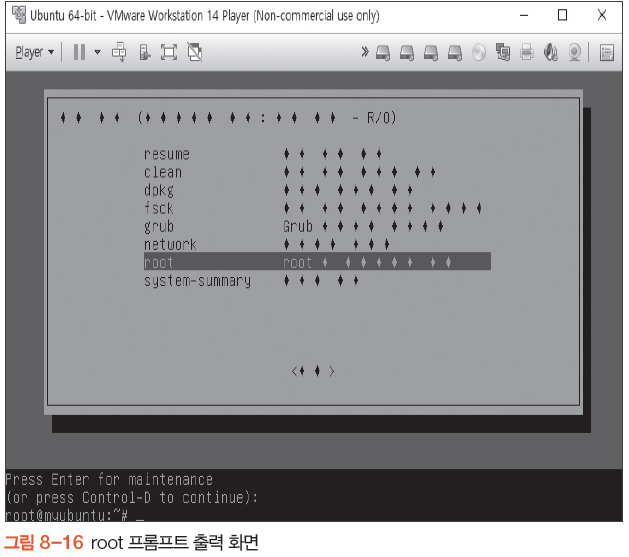 Ubuntu 64-bit - VMware Workstation 14 Player (Non-commercial use only)
Player
♦ ♦ ♦ ♦ (♦ ♦ ♦ ♦ ♦ ♦ ♦ : ♦ ♦ ♦ ♦ - R/O)
resume ♦ ♦ ♦ ♦ ♦ ♦
clean ♦ ♦ ♦ ♦ ♦ ♦ ♦ ♦ ♦
dpkg ♦ ♦ ♦ ♦ ♦ ♦ ♦ ♦
fsck ♦ ♦ ♦ ♦ ♦ ♦ ♦ ♦ ♦ ♦ ♦ ♦
grub Grub ♦ ♦ ♦ ♦ ♦ ♦ ♦ ♦
network ♦ ♦ ♦ ♦ ♦ ♦ ♦
root root ♦ ♦ ♦ ♦ ♦ ♦ ♦ ♦
system-summary ♦ ♦ ♦ ♦ ♦
<♦ ♦ >
Press Enter for maintenance
(or press Control-D to continue):
root@myubuntu:~# _
그림 8-16 root 프롬프트 출력 화면